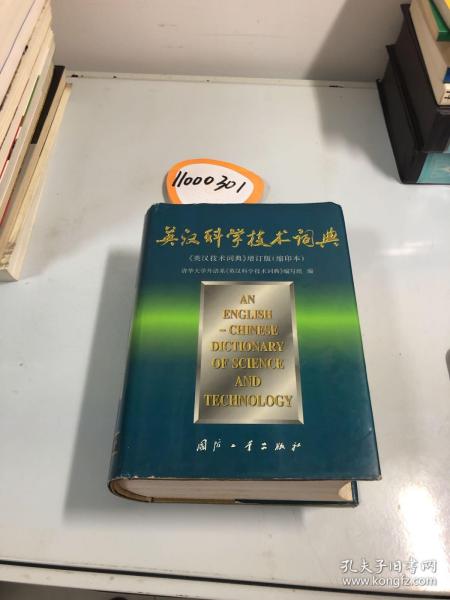 11000301
英汉科学技术词典
《英汉技术词典》增订版(缩印本)
清华大学外语系《英汉科学技术词典》编写组 编
AN
ENGLISH
-CHINESE
DICTIONARY
OF SCIENCE
AND
TECHNOLOGY
国防工业出版社
孔夫子旧书网
www.kongfz.com